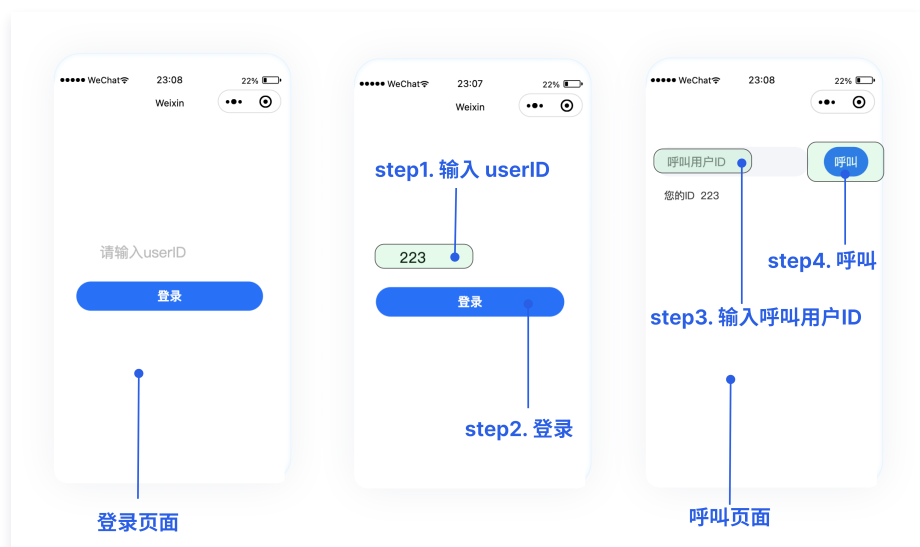 WeChat 23:08 22%
Weixin
请输入userID
登录
登录页面
WeChat 23:07 22%
Weixin
step1. 输入 userID
223
登录
step2. 登录
WeChat 23:08 22%
呼叫用户ID 呼叫
您的ID 223
step4. 呼叫
step3. 输入呼叫用户ID
呼叫页面